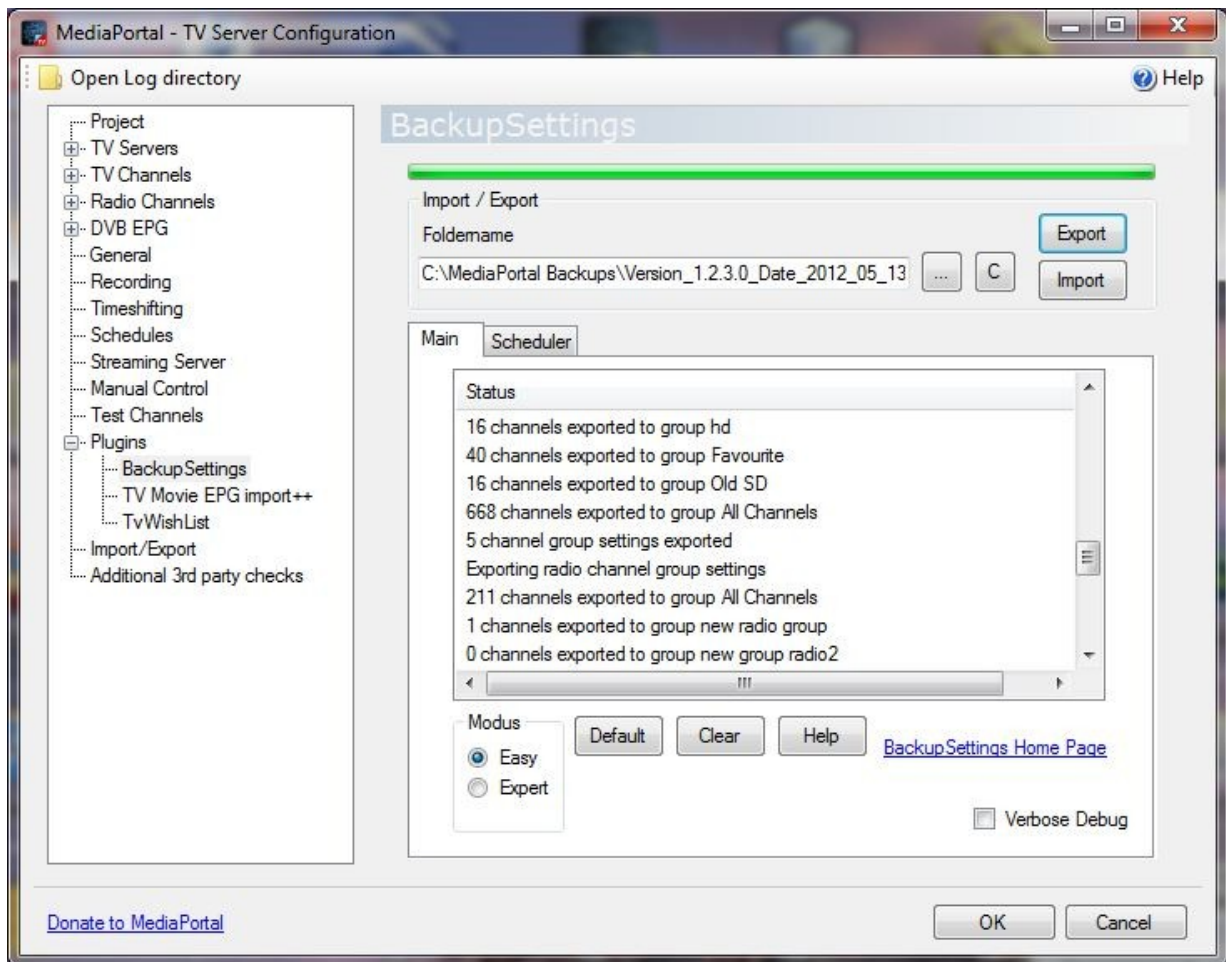 MediaPortal - TV Server Configuration
Open Log directory
Help
Project
TV Servers
TV Channels
Radio Channels
DVB EPG
General
Recording
Timeshifting
Schedules
Streaming Server
Manual Control
Test Channels
Plugins
BackupSettings
TV Movie EPG import++
TvWishList
Import/Export
Additional 3rd party checks
BackupSettings
Import / Export
Foldername
C:\MediaPortal Backups\Version_1.2.3.0_Date_2012_05_13
...
C
Export
Import
Main
Scheduler
Status
16 channels exported to group hd
40 channels exported to group Favourite
16 channels exported to group Old SD
668 channels exported to group All Channels
5 channel group settings exported
Exporting radio channel group settings
211 channels exported to group All Channels
1 channels exported to group new radio group
0 channels exported to group new group radio2
Modus
Easy
Expert
Default
Clear
Help
BackupSettings Home Page
Verbose Debug
Donate to MediaPortal
OK
Cancel